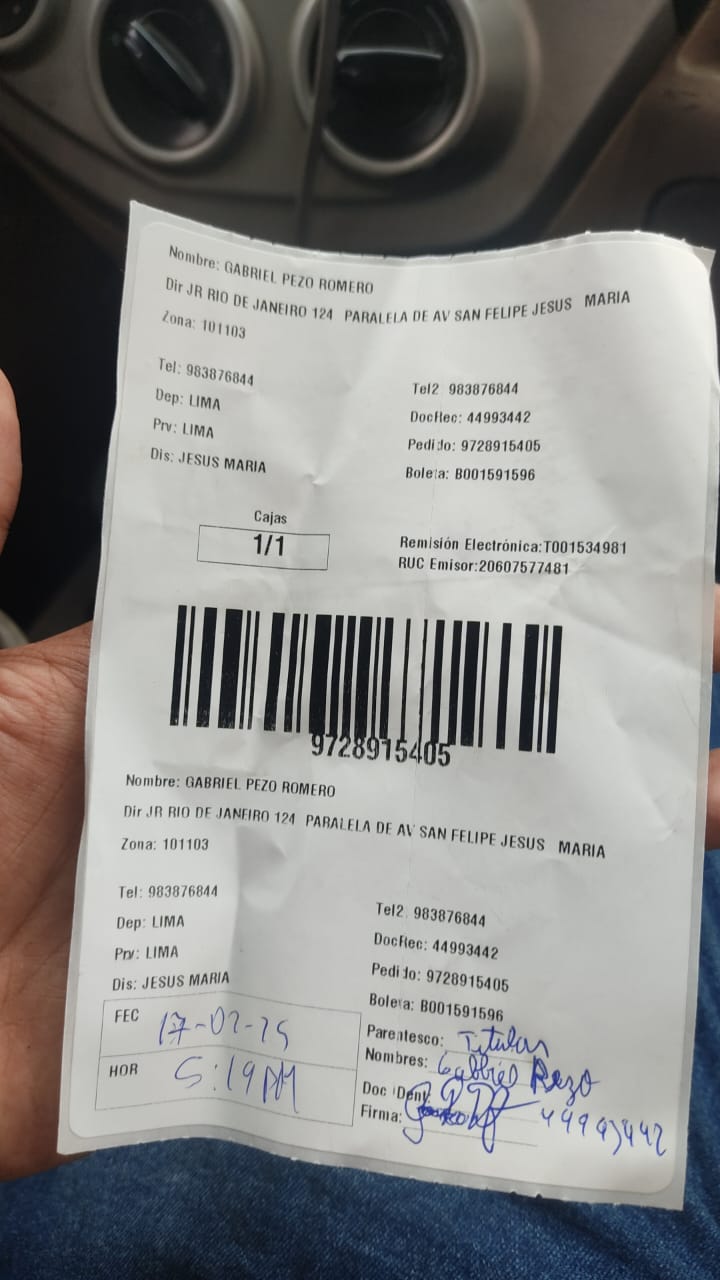 Nombre: GABRIEL PEZO ROMERO
Dir JR RIO DE JANEIRO 124 PARALELA DE AV SAN FELIPE JESUS MARIA
Zona: 101103
Tel: 983876844 Tel2 983876844
Dep: LIMA DocRec: 44993442
Prv: LIMA Pedido: 9728915405
Dis: JESUS MARIA Boleta: B001591596
Cajas
1/1
Remisión Electrónica:T001534981
RUC Emisor:20607577481
9728915405
Nombre: GABRIEL PEZO ROMERO
Dir JR RIO DE JANEIRO 124 PARALELA DE AV SAN FELIPE JESUS MARIA
Zona: 101103
Tel: 983876844 Tel2. 983876844
Dep: LIMA DocRec: 44993442
Prv: LIMA Pedido: 9728915405
Dis: JESUS MARIA Boleta: B001591596
FEC 17-02-25 Parentesco: Titular
Nombres: Gabriel Pezo
HOR 5:19 PM Doc Iden: 44993442
Firma: